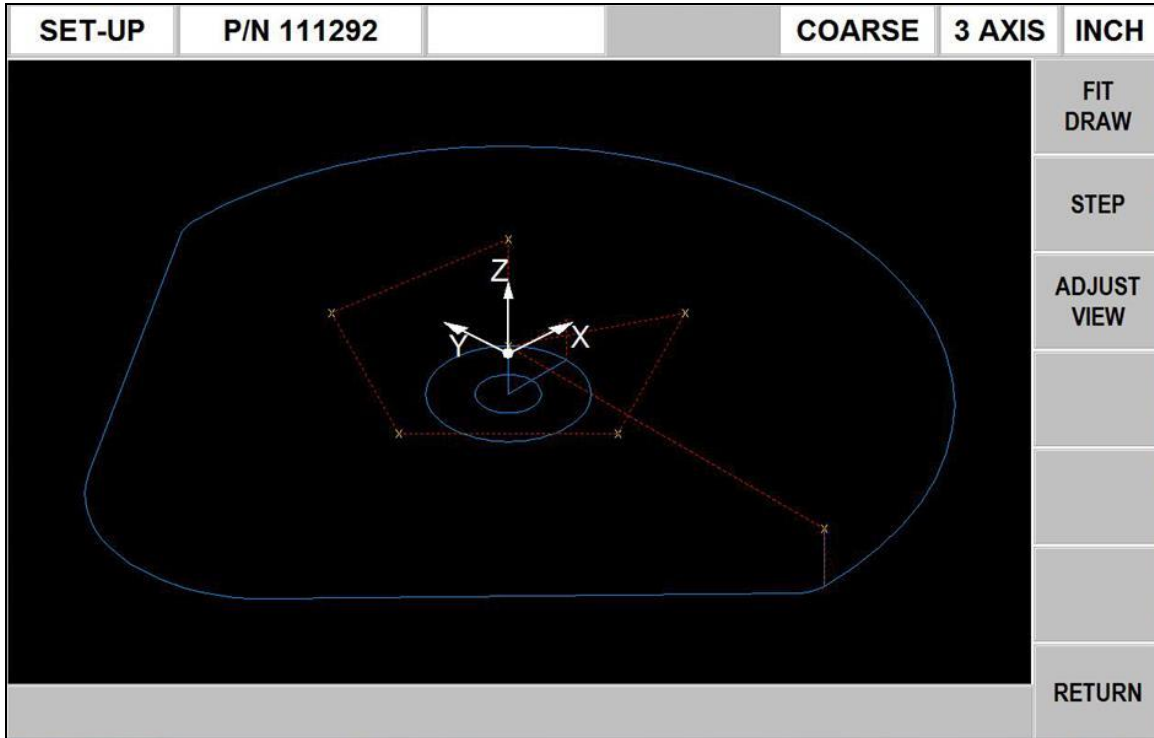 SET-UP
P/N 111292
COARSE
3 AXIS
INCH
FIT
DRAW
STEP
ADJUST
VIEW
Z
Y
X
RETURN